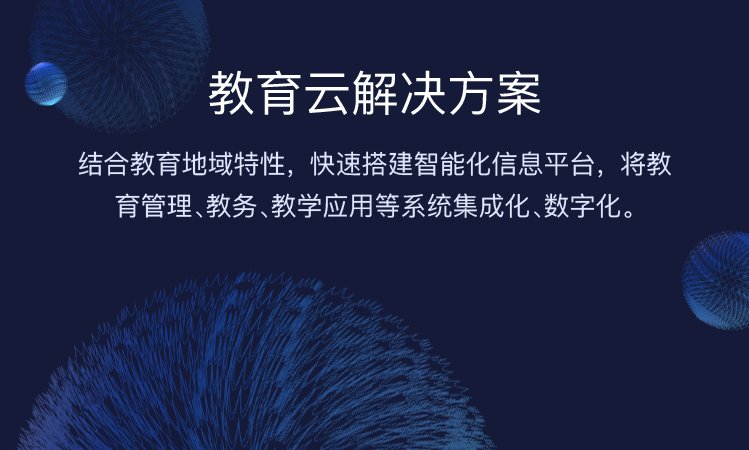 教育云解决方案
结合教育地域特性，快速搭建智能化信息平台，将教
育管理、教务、教学应用等系统集成化、数字化。